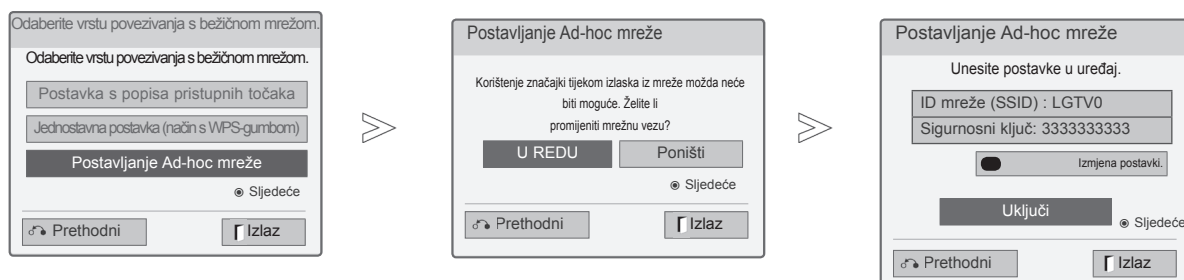 Odaberite vrstu povezivanja s bežičnom mrežom.
Odaberite vrstu povezivanja s bežičnom mrežom.
Postavka s popisa pristupnih točaka
Jednostavna postavka (način s WPS-gumbom)
Postavljanje Ad-hoc mreže
Sljedeće
Prethodni
Izlaz
Postavljanje Ad-hoc mreže
Korištenje značajki tijekom izlaska iz mreže možda neće
biti moguće. Želite li
promijeniti mrežnu vezu?
U REDU
Poništi
Sljedeće
Prethodni
Izlaz
Postavljanje Ad-hoc mreže
Unesite postavke u uređaj.
ID mreže (SSID) : LGTV0
Sigurnosni ključ: 3333333333
Izmjena postavki.
Uključi
Sljedeće
Prethodni
Izlaz